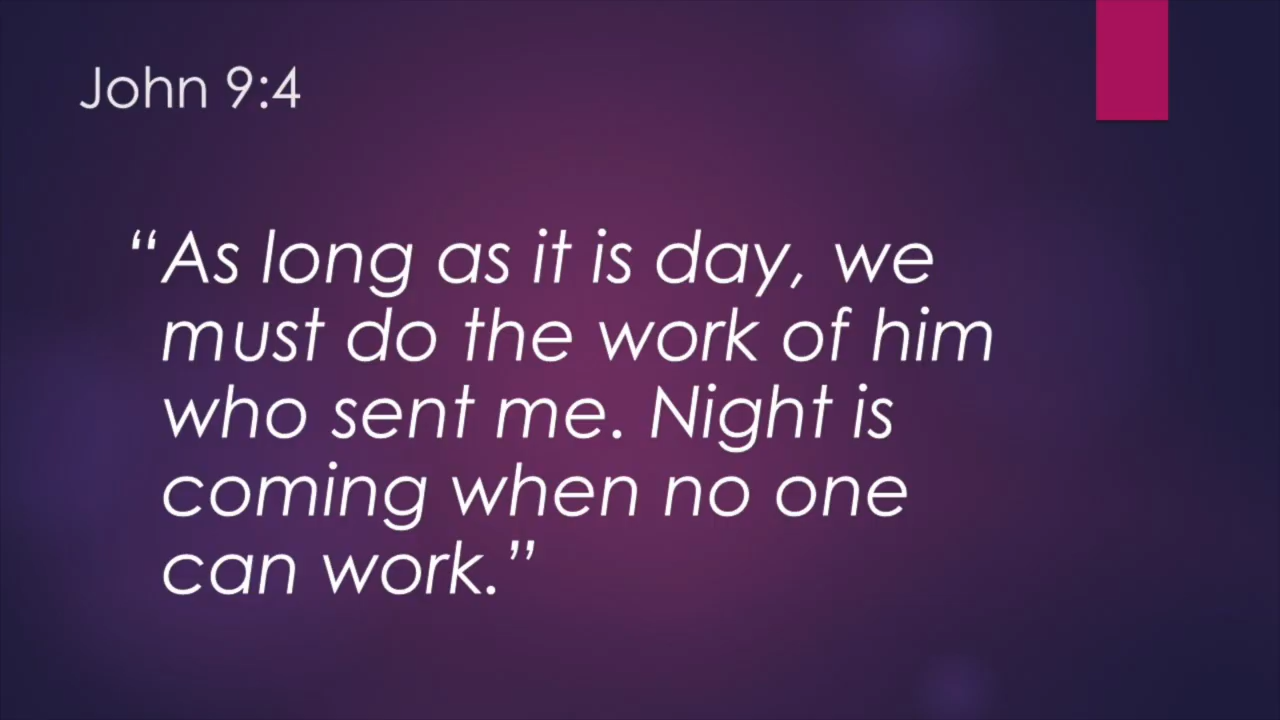 John 9:4
“As long as it is day, we
must do the work of him
who sent me. Night is
coming when no one
can work.”